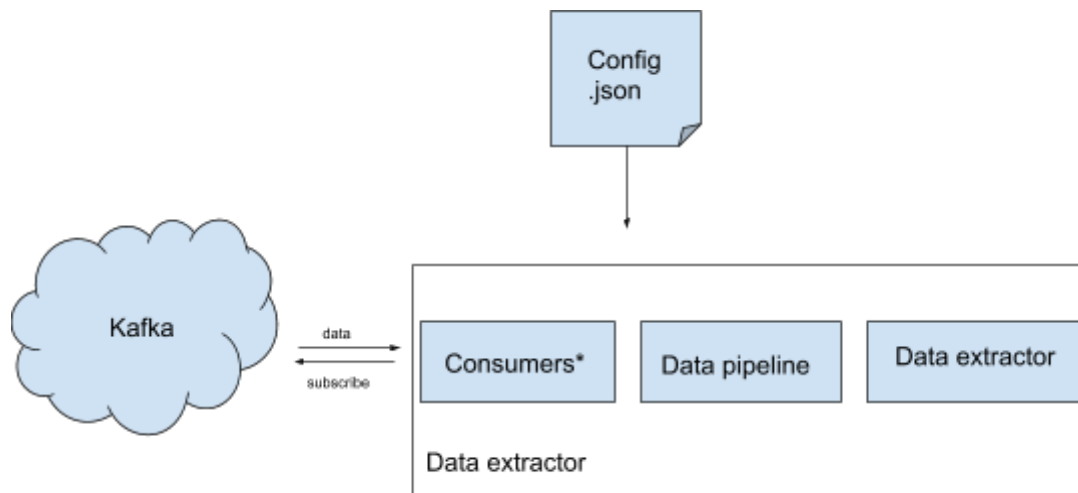 Config
.json
Kafka
data
subscribe
Consumers*
Data pipeline
Data extractor
Data extractor